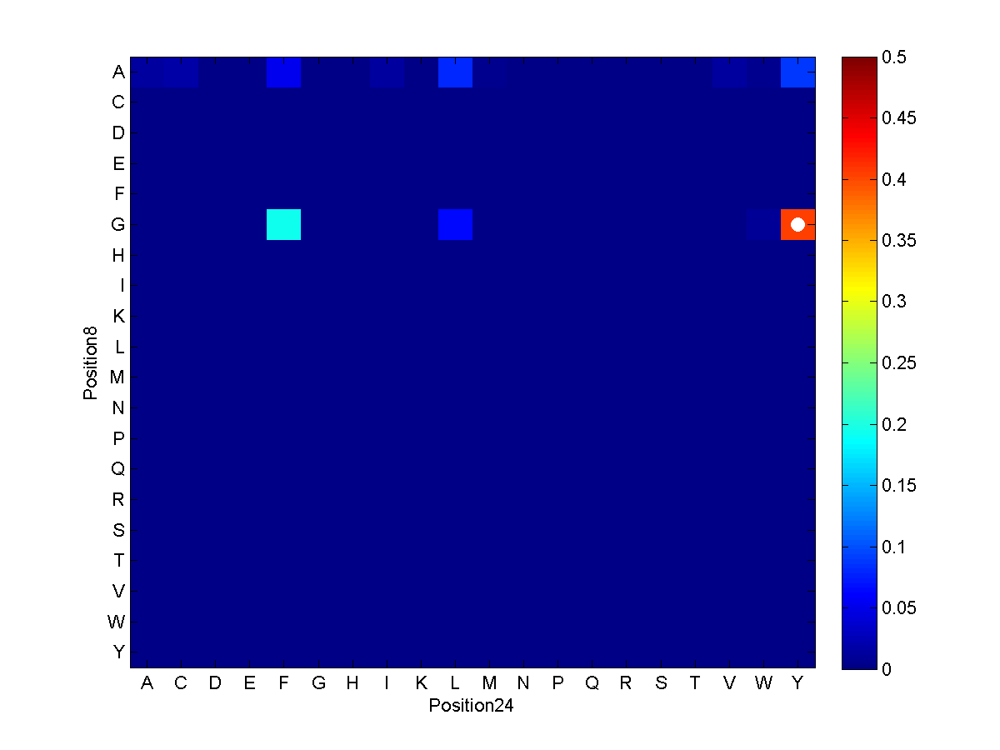 A
C
D
E
F
G
H
I
K
L
M
N
P
Q
R
S
T
V
W
Y
Position8
A C D E F G H I K L M N P Q R S T V W Y
Position24
0.5
0.45
0.4
0.35
0.3
0.25
0.2
0.15
0.1
0.05
0